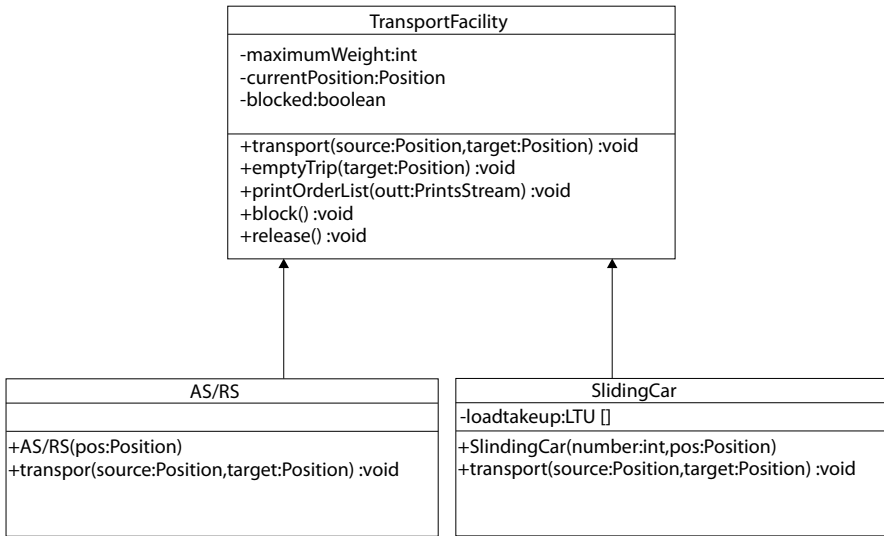 TransportFacility
-maximumWeight:int
-currentPosition:Position
-blocked:boolean
+transport(source:Position,target:Position) :void
+emptyTrip(target:Position) :void
+printOrderList(outt:PrintsStream) :void
+block() :void
+release() :void
AS/RS
+AS/RS(pos:Position)
+transpor(source:Position,target:Position) :void
SlidingCar
-loadtakeup:LTU []
+SlindingCar(number:int,pos:Position)
+transport(source:Position,target:Position) :void